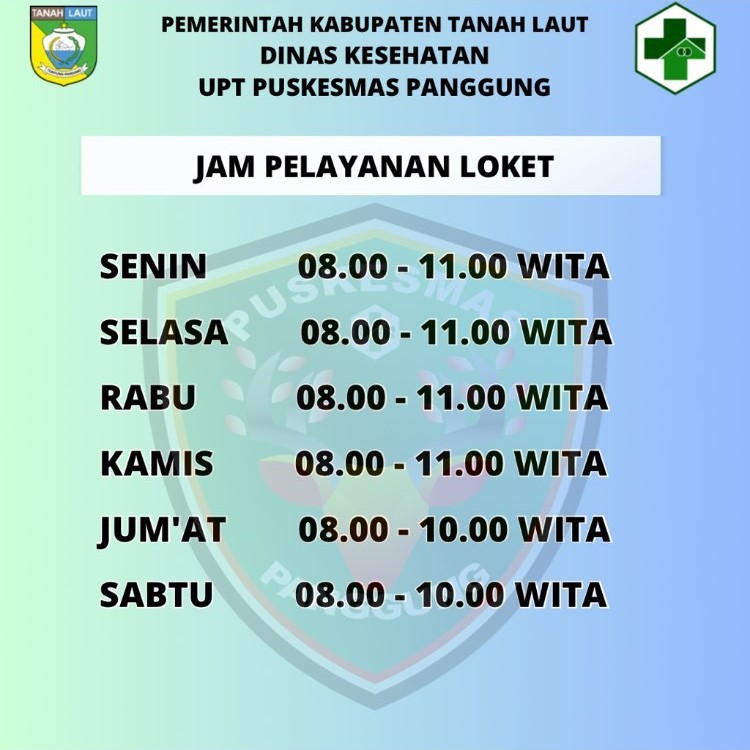 TANAH LAUT
PEMERINTAH KABUPATEN TANAH LAUT
DINAS KESEHATAN
UPT PUSKESMAS PANGGUNG
JAM PELAYANAN LOKET
SENIN 08.00 - 11.00 WITA
SELASA 08.00 - 11.00 WITA
RABU 08.00 - 11.00 WITA
KAMIS 08.00 - 11.00 WITA
JUM'AT 08.00 - 10.00 WITA
SABTU 08.00 - 10.00 WITA
PUSKESMAS
PANGGUNG